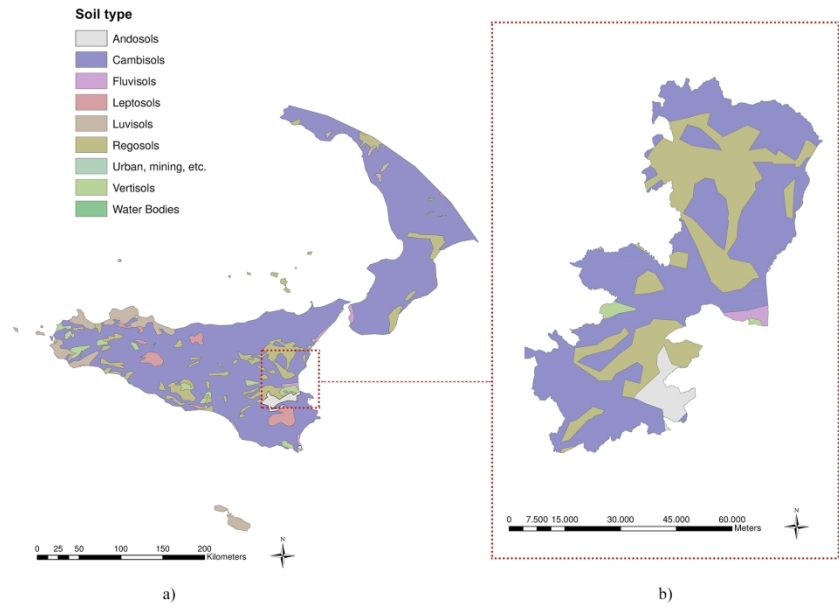 Soil type
Andosols
Cambisols
Fluvisols
Leptosols
Luvisols
Regosols
Urban, mining, etc.
Vertisols
Water Bodies
N
0 25 50 100 150 200
Kilometers
a)
N
0 7.500 15.000 30.000 45.000 60.000
Meters
b)